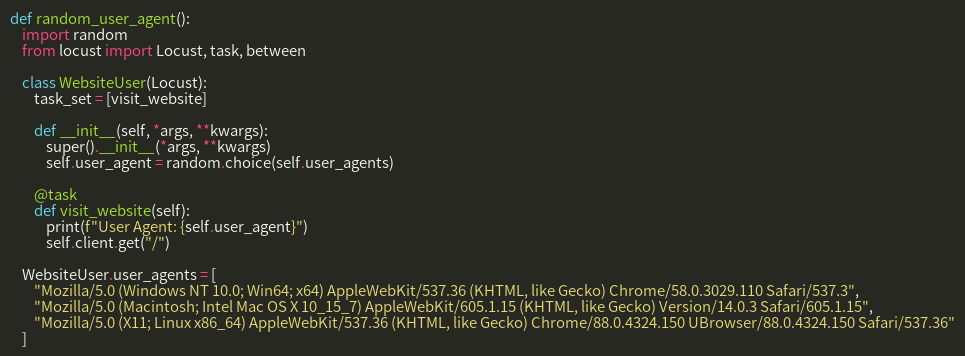 def random_user_agent():
import random
from locust import Locust, task, between
class WebsiteUser(Locust):
task_set = [visit_website]
def __init__(self, *args, **kwargs):
super().__init__(*args, **kwargs)
self.user_agent = random.choice(self.user_agents)
@task
def visit_website(self):
print(f"User Agent: {self.user_agent}")
self.client.get("/")
WebsiteUser.user_agents = [
"Mozilla/5.0 (Windows NT 10.0; Win64; x64) AppleWebKit/537.36 (KHTML, like Gecko) Chrome/58.0.3029.110 Safari/537.3",
"Mozilla/5.0 (Macintosh; Intel Mac OS X 10_15_7) AppleWebKit/605.1.15 (KHTML, like Gecko) Version/14.0.3 Safari/605.1.15",
"Mozilla/5.0 (X11; Linux x86_64) AppleWebKit/537.36 (KHTML, like Gecko) Chrome/88.0.4324.150 UBrowser/88.0.4324.150 Safari/537.36"
]